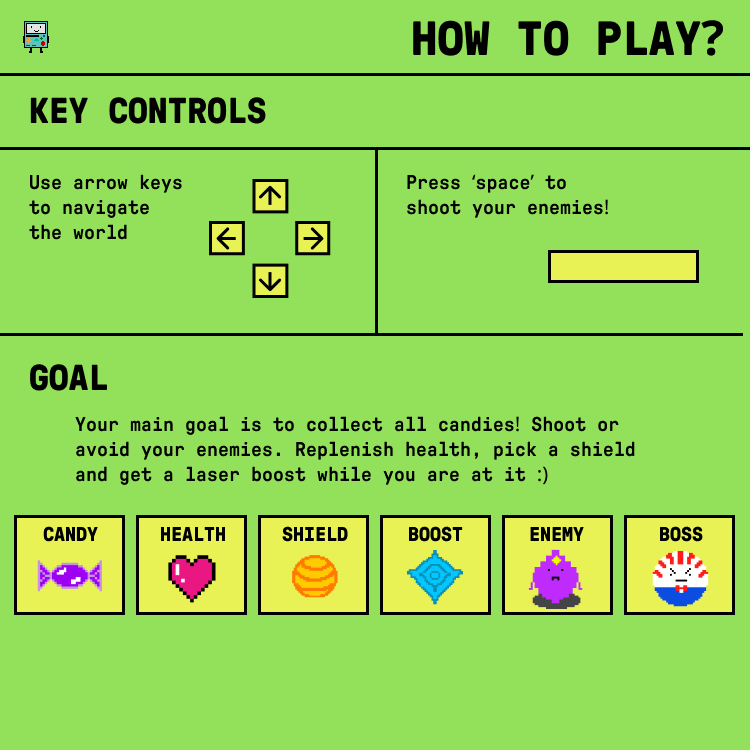 HOW TO PLAY?
KEY CONTROLS
Use arrow keys
to navigate
the world
Press ‘space’ to
shoot your enemies!
GOAL
Your main goal is to collect all candies! Shoot or
avoid your enemies. Replenish health, pick a shield
and get a laser boost while you are at it :)
CANDY HEALTH SHIELD BOOST ENEMY BOSS